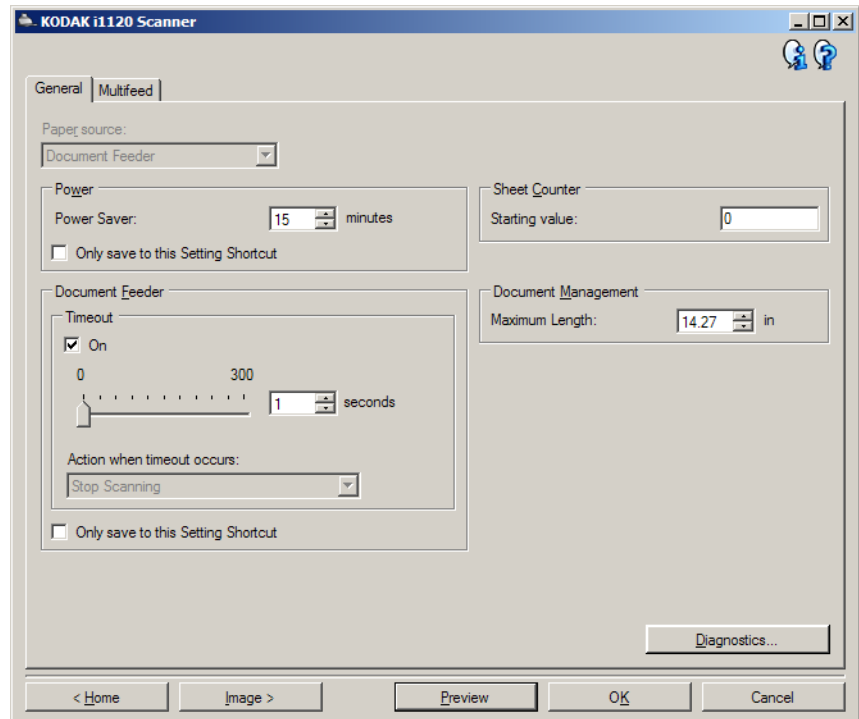 KODAK i1120 Scanner
General Multifeed
Paper source:
Document Feeder
Power
Power Saver: 15 minutes
Only save to this Setting Shortcut
Sheet Counter
Starting value: 0
Document Feeder
Timeout
On
0 300
1 seconds
Action when timeout occurs:
Stop Scanning
Only save to this Setting Shortcut
Document Management
Maximum Length: 14.27 in
Diagnostics...
< Home Image > Preview OK Cancel